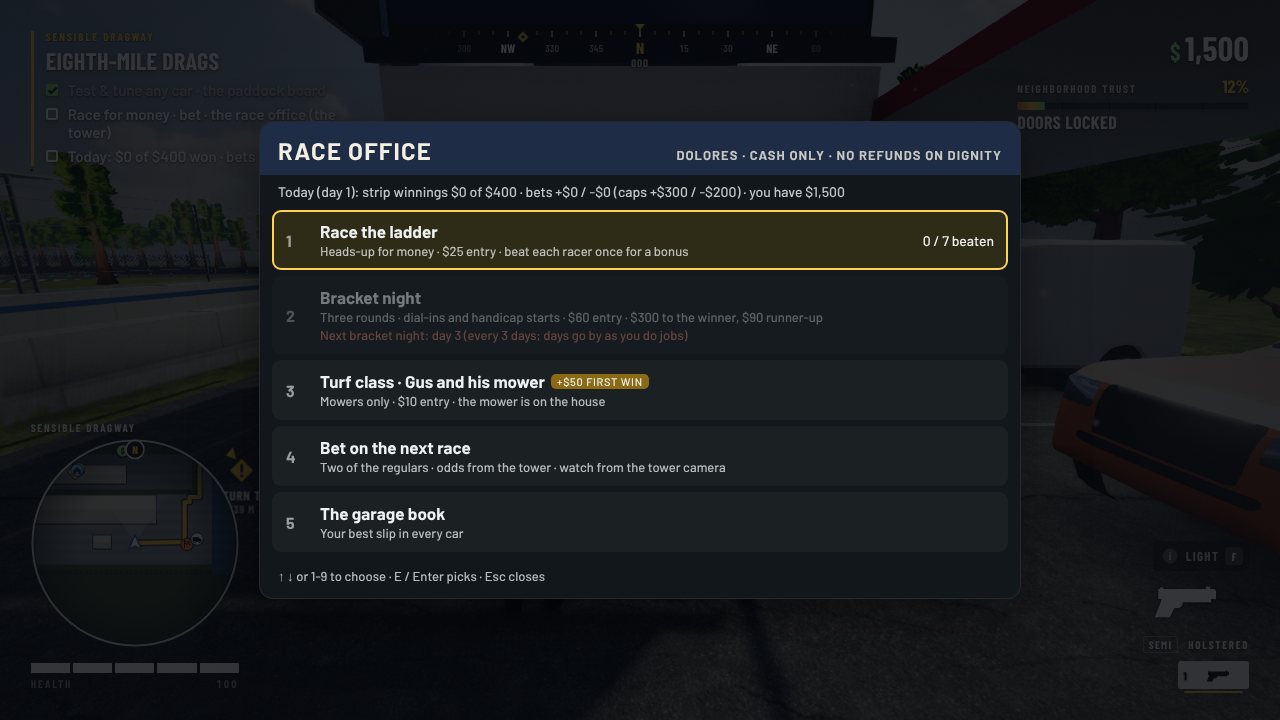 SENSIBLE DRAGWAY
EIGHTH-MILE DRAGS
Test & tune any car · the paddock board
Race for money · bet · the race office (the tower)
Today: $0 of $400 won · bets
300 NW 330 345 N 15 30 NE 60
000
$1,500
NEIGHBORHOOD TRUST 12%
DOORS LOCKED
RACE OFFICE
DOLORES · CASH ONLY · NO REFUNDS ON DIGNITY
Today (day 1): strip winnings $0 of $400 · bets +$0 / -$0 (caps +$300 / -$200) · you have $1,500
1 Race the ladder
Heads-up for money · $25 entry · beat each racer once for a bonus
0 / 7 beaten
2 Bracket night
Three rounds · dial-ins and handicap starts · $60 entry · $300 to the winner, $90 runner-up
Next bracket night: day 3 (every 3 days; days go by as you do jobs)
3 Turf class · Gus and his mower +$50 FIRST WIN
Mowers only · $10 entry · the mower is on the house
4 Bet on the next race
Two of the regulars · odds from the tower · watch from the tower camera
5 The garage book
Your best slip in every car
↑ ↓ or 1-9 to choose · E / Enter picks · Esc closes
SENSIBLE DRAGWAY
N
TURN T
HEALTH 100
LIGHT F
SEMI HOLSTERED
1